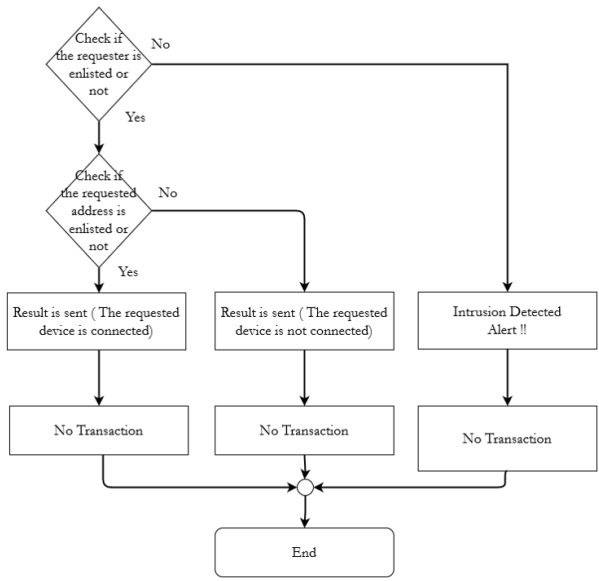 Check if
the requester is
enlisted or
not
No
Yes
Check if
the requested
address is
enlisted or
not
No
Yes
Result is sent ( The requested
device is connected)
Result is sent ( The requested
device is not connected)
Intrusion Detected
Alert !!
No Transaction
No Transaction
No Transaction
End